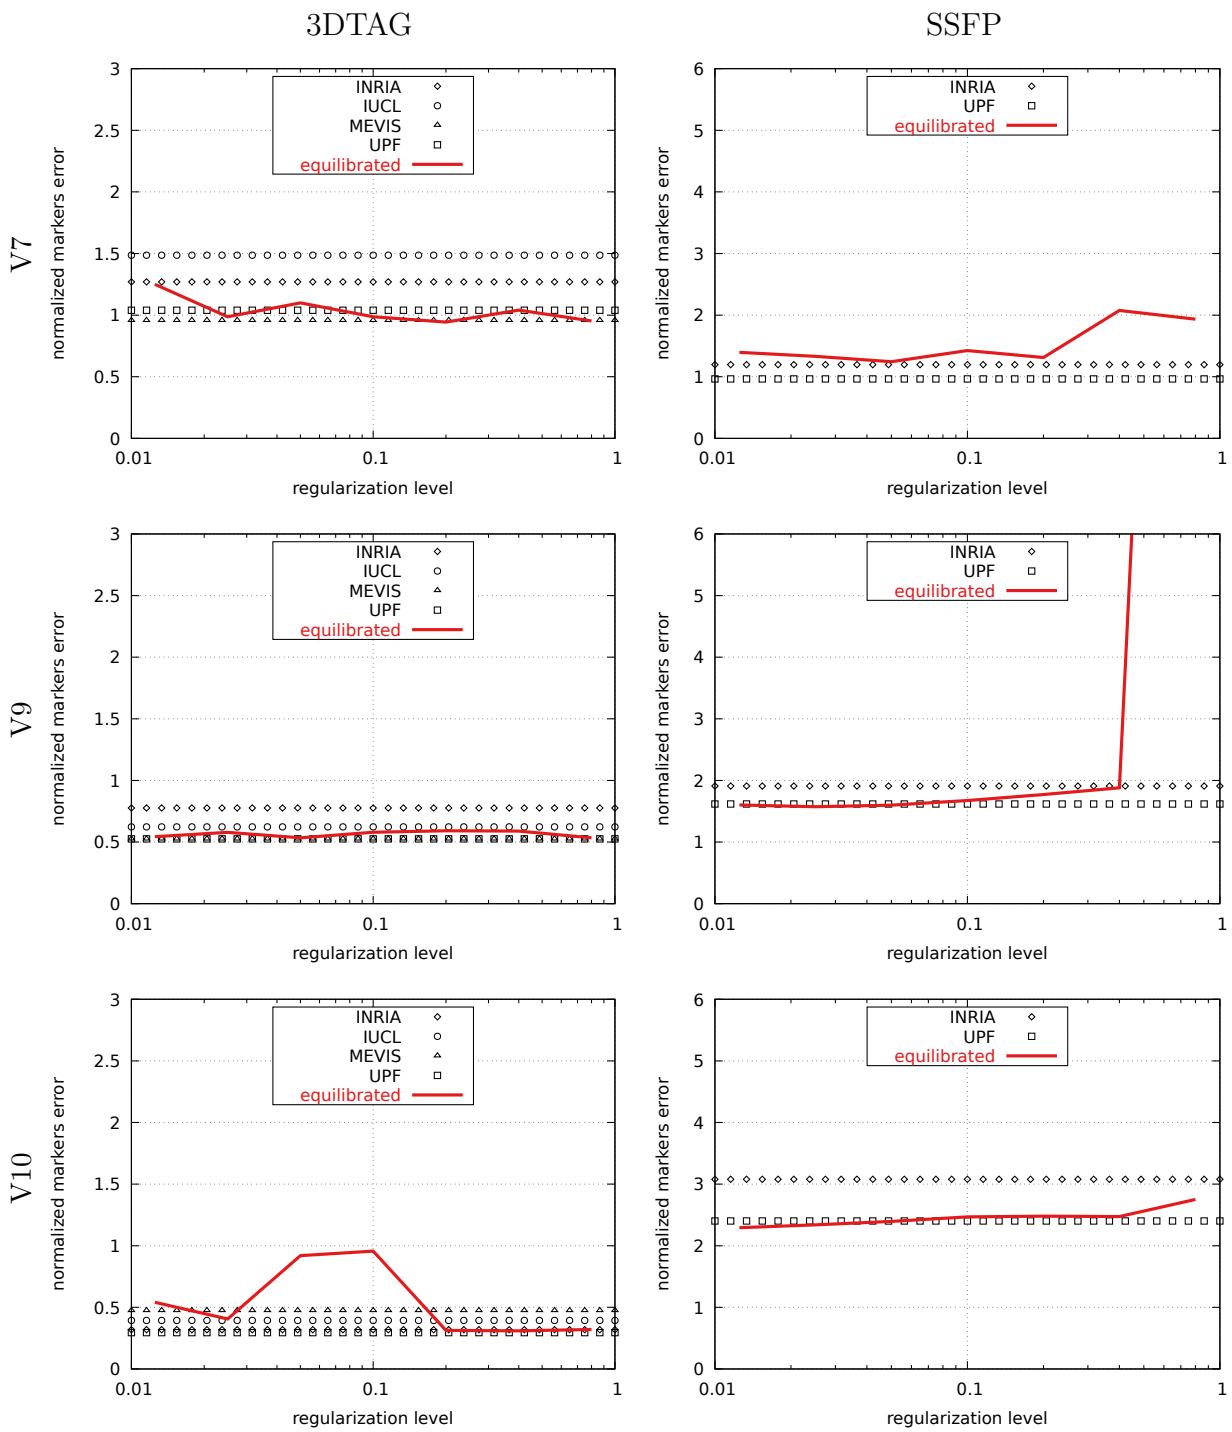 3DTAG
SSFP
V7
normalized markers error
3
2.5
2
1.5
1
0.5
0
0.01
0.1
1
regularization level
INRIA
IUCL
MEVIS
UPF
equilibrated
normalized markers error
6
5
4
3
2
1
0
0.01
0.1
1
regularization level
INRIA
UPF
equilibrated
V9
normalized markers error
3
2.5
2
1.5
1
0.5
0
0.01
0.1
1
regularization level
INRIA
IUCL
MEVIS
UPF
equilibrated
normalized markers error
6
5
4
3
2
1
0
0.01
0.1
1
regularization level
INRIA
UPF
equilibrated
V10
normalized markers error
3
2.5
2
1.5
1
0.5
0
0.01
0.1
1
regularization level
INRIA
IUCL
MEVIS
UPF
equilibrated
normalized markers error
6
5
4
3
2
1
0
0.01
0.1
1
regularization level
INRIA
UPF
equilibrated